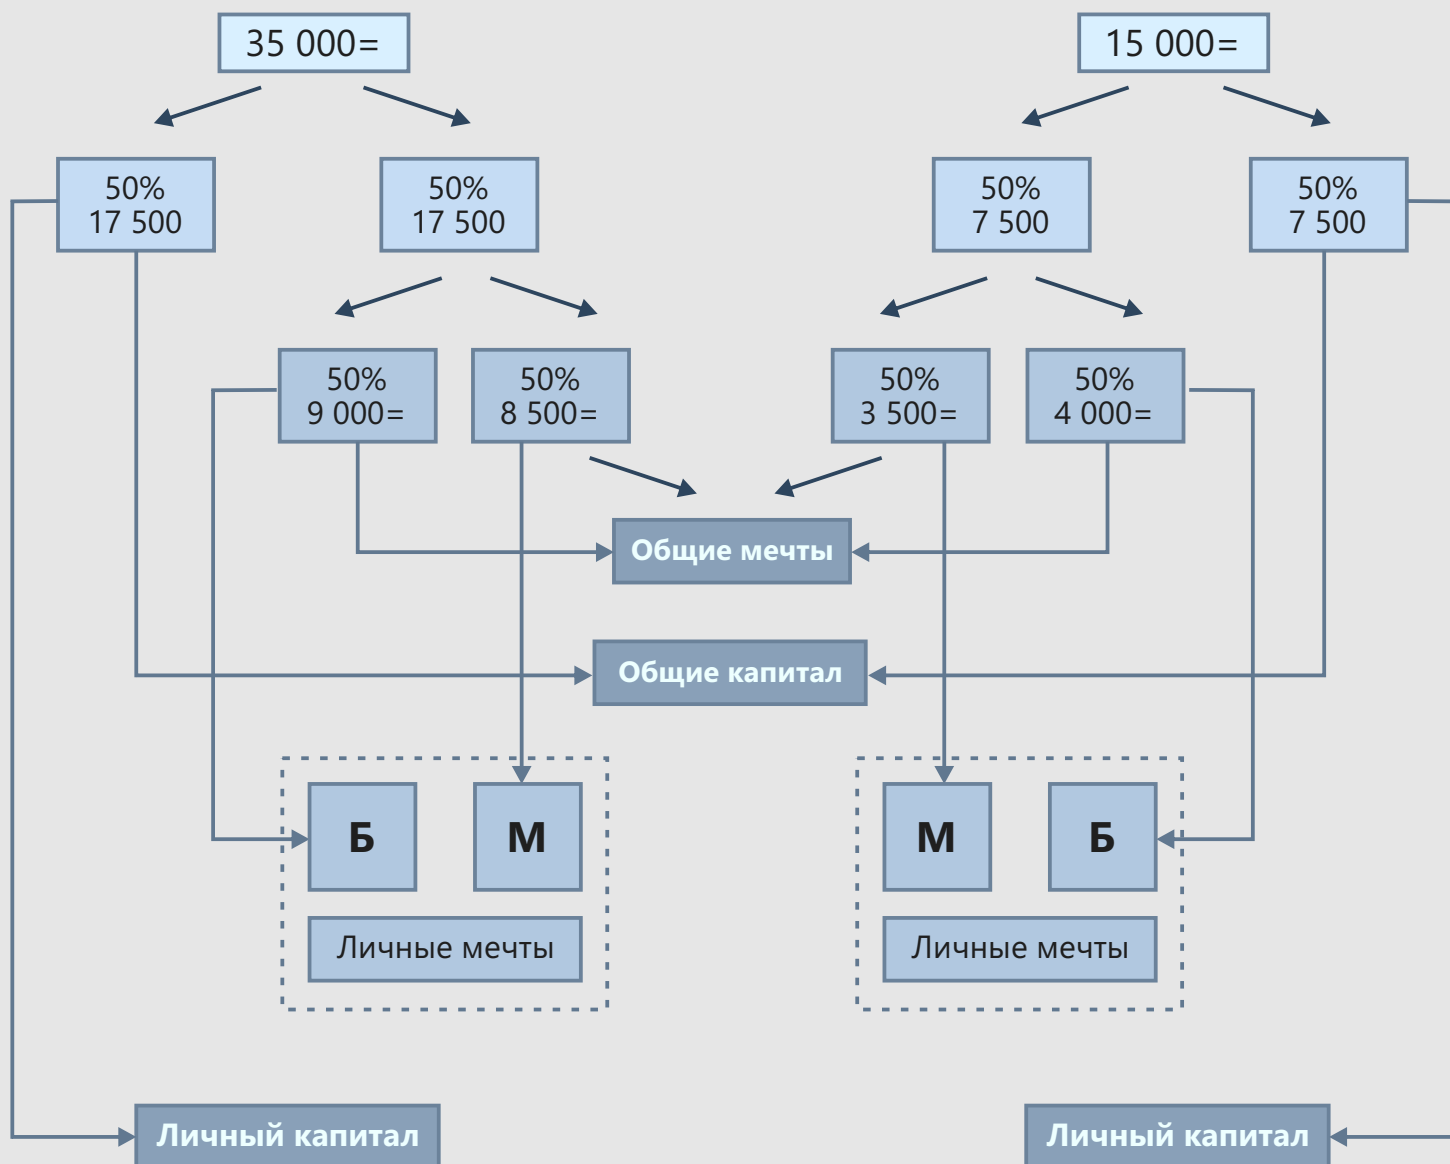 35 000=
15 000=
50%
17 500
50%
17 500
50%
7 500
50%
7 500
50%
9 000=
50%
8 500=
50%
3 500=
50%
4 000=
Общие мечты
Общие капитал
Б
М
М
Б
Личные мечты
Личные мечты
Личный капитал
Личный капитал